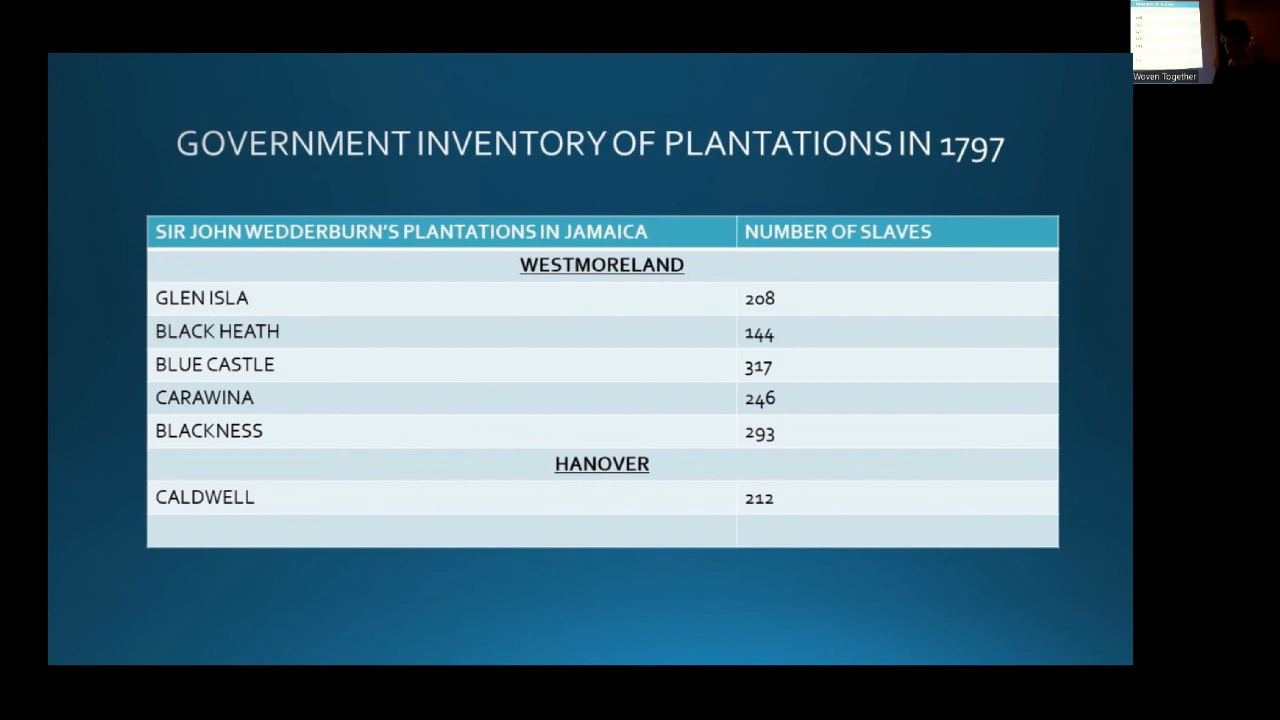 GOVERNMENT INVENTORY OF PLANTATIONS IN 1797
SIR JOHN WEDDERBURN'S PLANTATIONS IN JAMAICA NUMBER OF SLAVES
WESTMORELAND
GLEN ISLA 208
BLACK HEATH 144
BLUE CASTLE 317
CARAWINA 246
BLACKNESS 293
HANOVER
CALDWELL 212
Woven Together